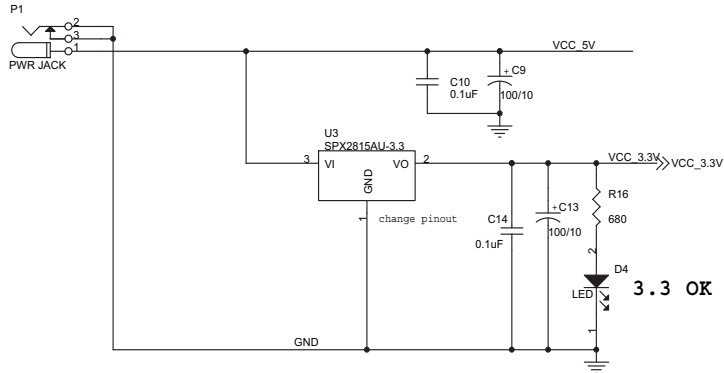 P1
2
3
1
PWR JACK
VCC_5V
C10
0.1uF
+ C9
100/10
U3
SPX2815AU-3.3
3
VI
VO
2
GND
1
change pinout
VCC_3.3V
VCC_3.3V
R16
680
C14
0.1uF
+ C13
100/10
2
D4
LED
3.3 OK
1
GND